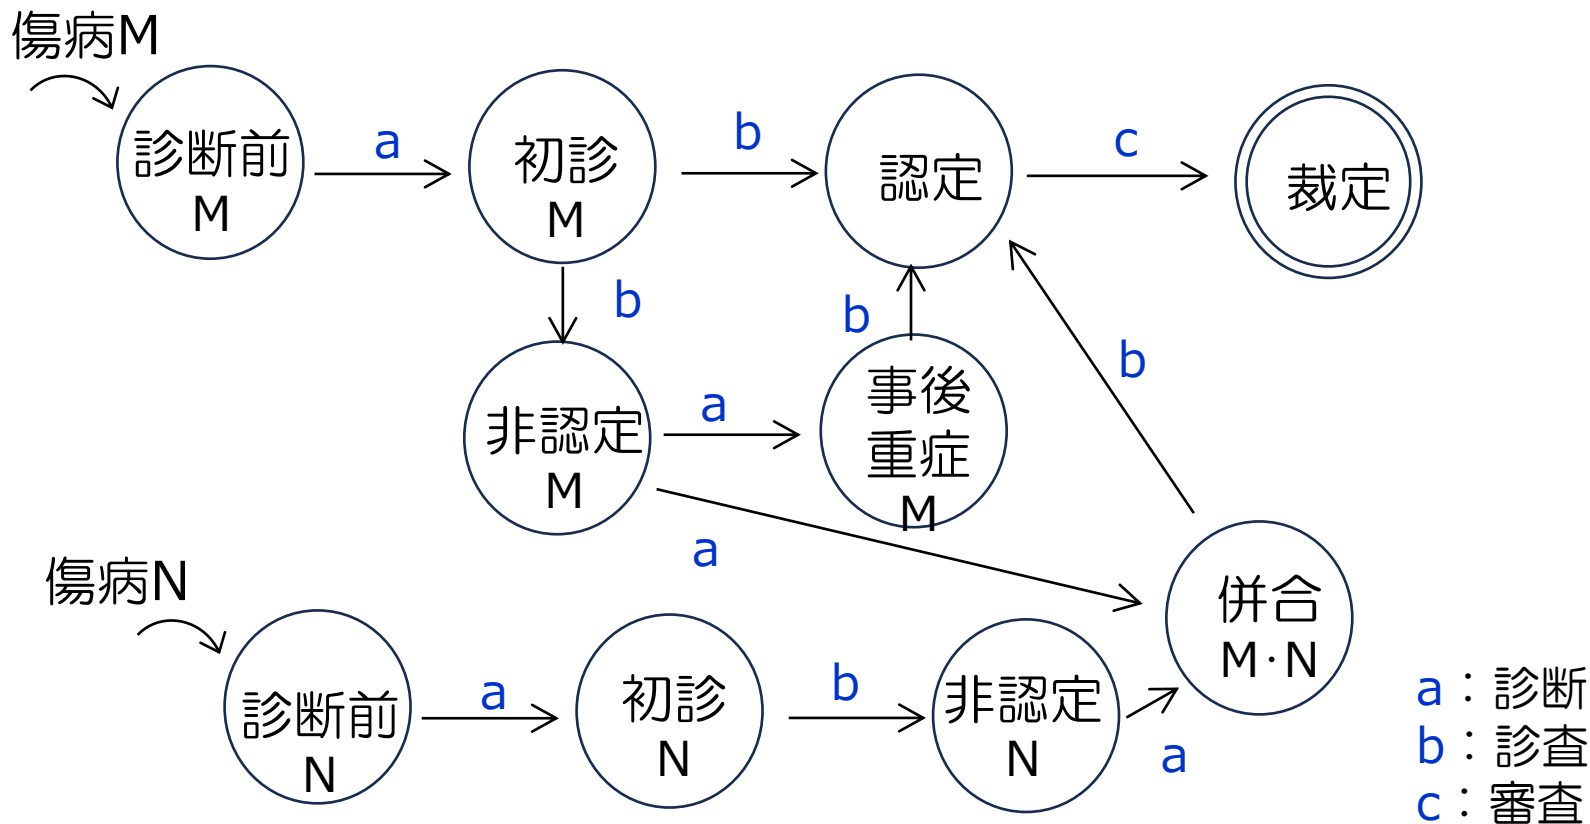 傷病M
診断前
M
a
初診
M
b
認定
c
裁定
b
非認定
M
a
事後
重症
M
b
b
a
傷病N
診断前
N
a
初診
N
b
非認定
N
a
併合
M・N
a：診断
b：診査
c：審査